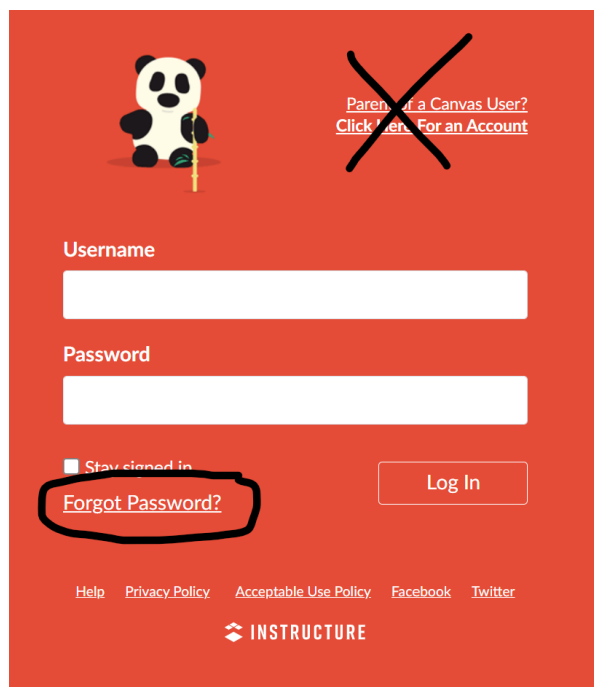 Parent of a Canvas User?
Click Here For an Account
Username
Password
Stay signed in
Forgot Password?
Log In
Help Privacy Policy Acceptable Use Policy Facebook Twitter
INSTRUCTURE